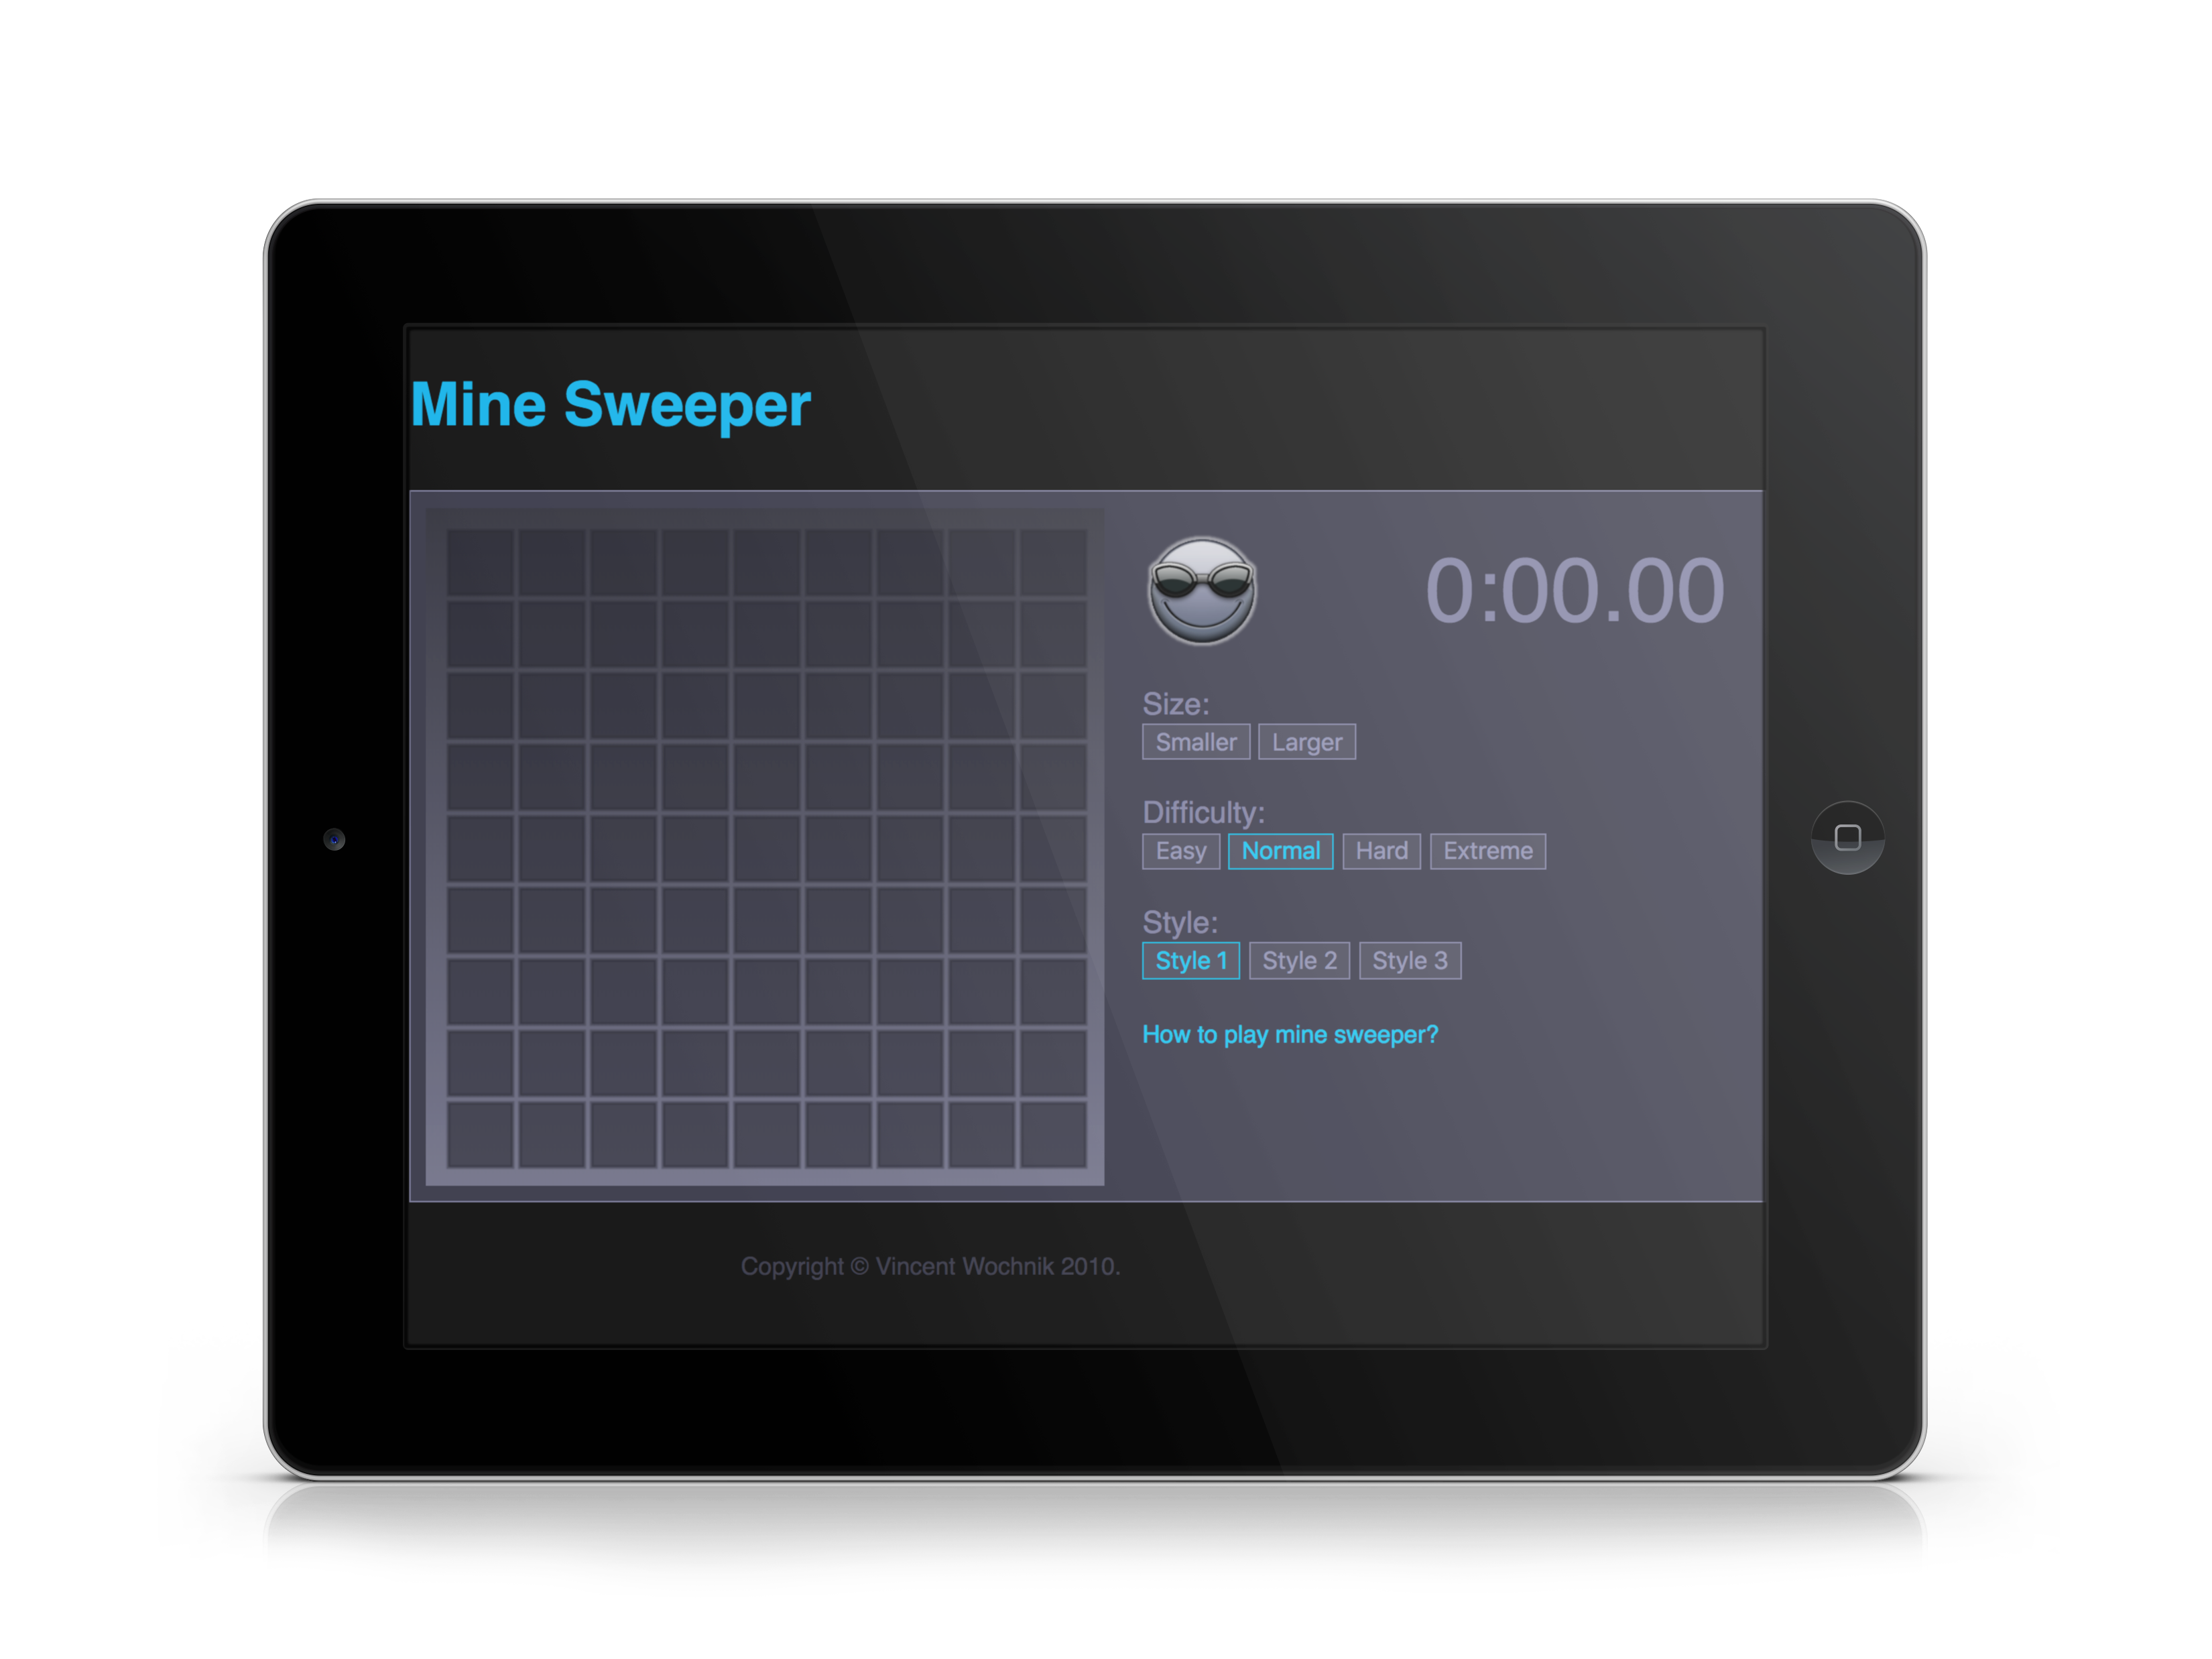 Mine Sweeper
0:00.00
Size:
Smaller Larger
Difficulty:
Easy Normal Hard Extreme
Style:
Style 1 Style 2 Style 3
How to play mine sweeper?
Copyright © Vincent Wochnik 2010.